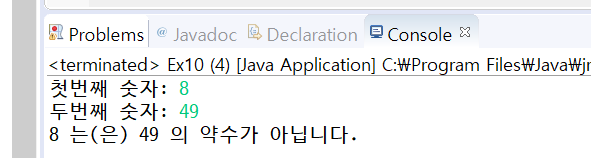 Problems @ Javadoc Declaration Console
<terminated> Ex10 (4) [Java Application] C:₩Program Files₩Java₩jr
첫번째 숫자: 8
두번째 숫자: 49
8 는(은) 49 의 약수가 아닙니다.